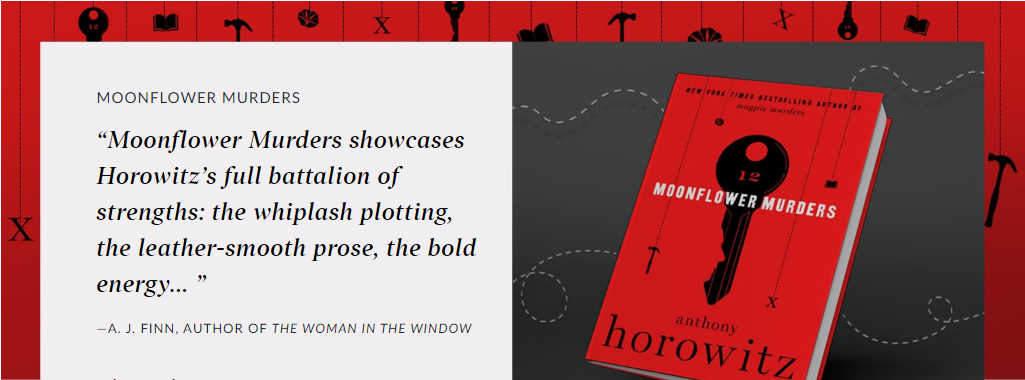 12
X
X
X
MOONFLOWER MURDERS
“Moonflower Murders showcases
Horowitz’s full battalion of
strengths: the whiplash plotting,
the leather-smooth prose, the bold
energy... ”
—A. J. FINN, AUTHOR OF THE WOMAN IN THE WINDOW
NEW YORK TIMES BESTSELLING AUTHOR OF
magpie murders
12
MOONFLOWER MURDERS
X
anthony
horowitz